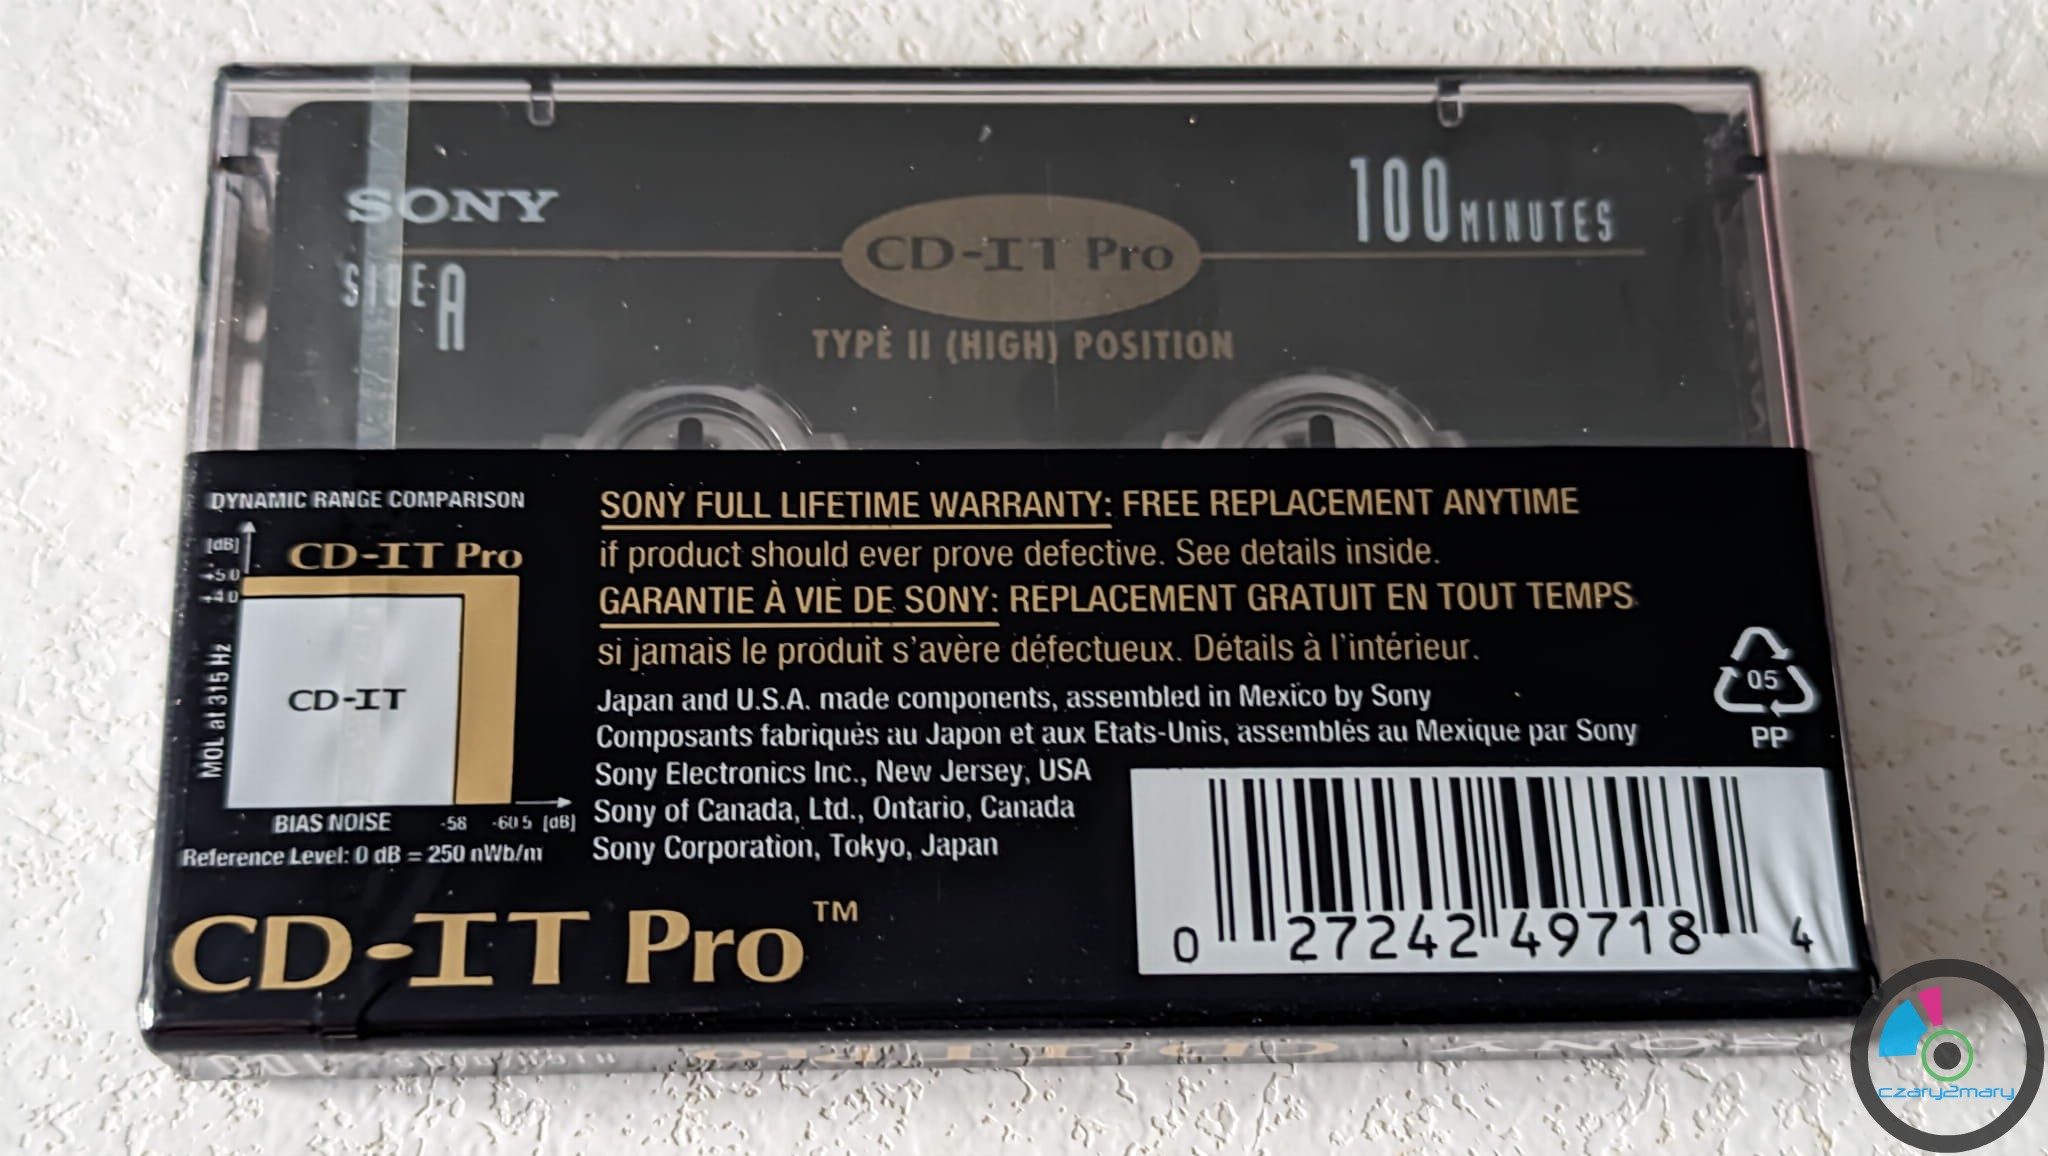 SONY
100 MINUTES
CD-IT Pro
SIDE A
TYPE II (HIGH) POSITION
DYNAMIC RANGE COMPARISON
[dB]
CD-IT Pro
+5.0
+4.0
MOL at 315 Hz
CD-IT
BIAS NOISE -58 -60.5 [dB]
Reference Level: 0 dB = 250 nWb/m
SONY FULL LIFETIME WARRANTY: FREE REPLACEMENT ANYTIME
if product should ever prove defective. See details inside.
GARANTIE À VIE DE SONY: REPLACEMENT GRATUIT EN TOUT TEMPS
si jamais le produit s'avère défectueux. Détails à l'intérieur.
Japan and U.S.A. made components, assembled in Mexico by Sony
Composants fabriqués au Japon et aux Etats-Unis, assemblés au Mexique par Sony
Sony Electronics Inc., New Jersey, USA
Sony of Canada, Ltd., Ontario, Canada
Sony Corporation, Tokyo, Japan
05
PP
CD-IT Pro™
0 27242 49718 4
CD-IT Pro
SONY
czary2mary